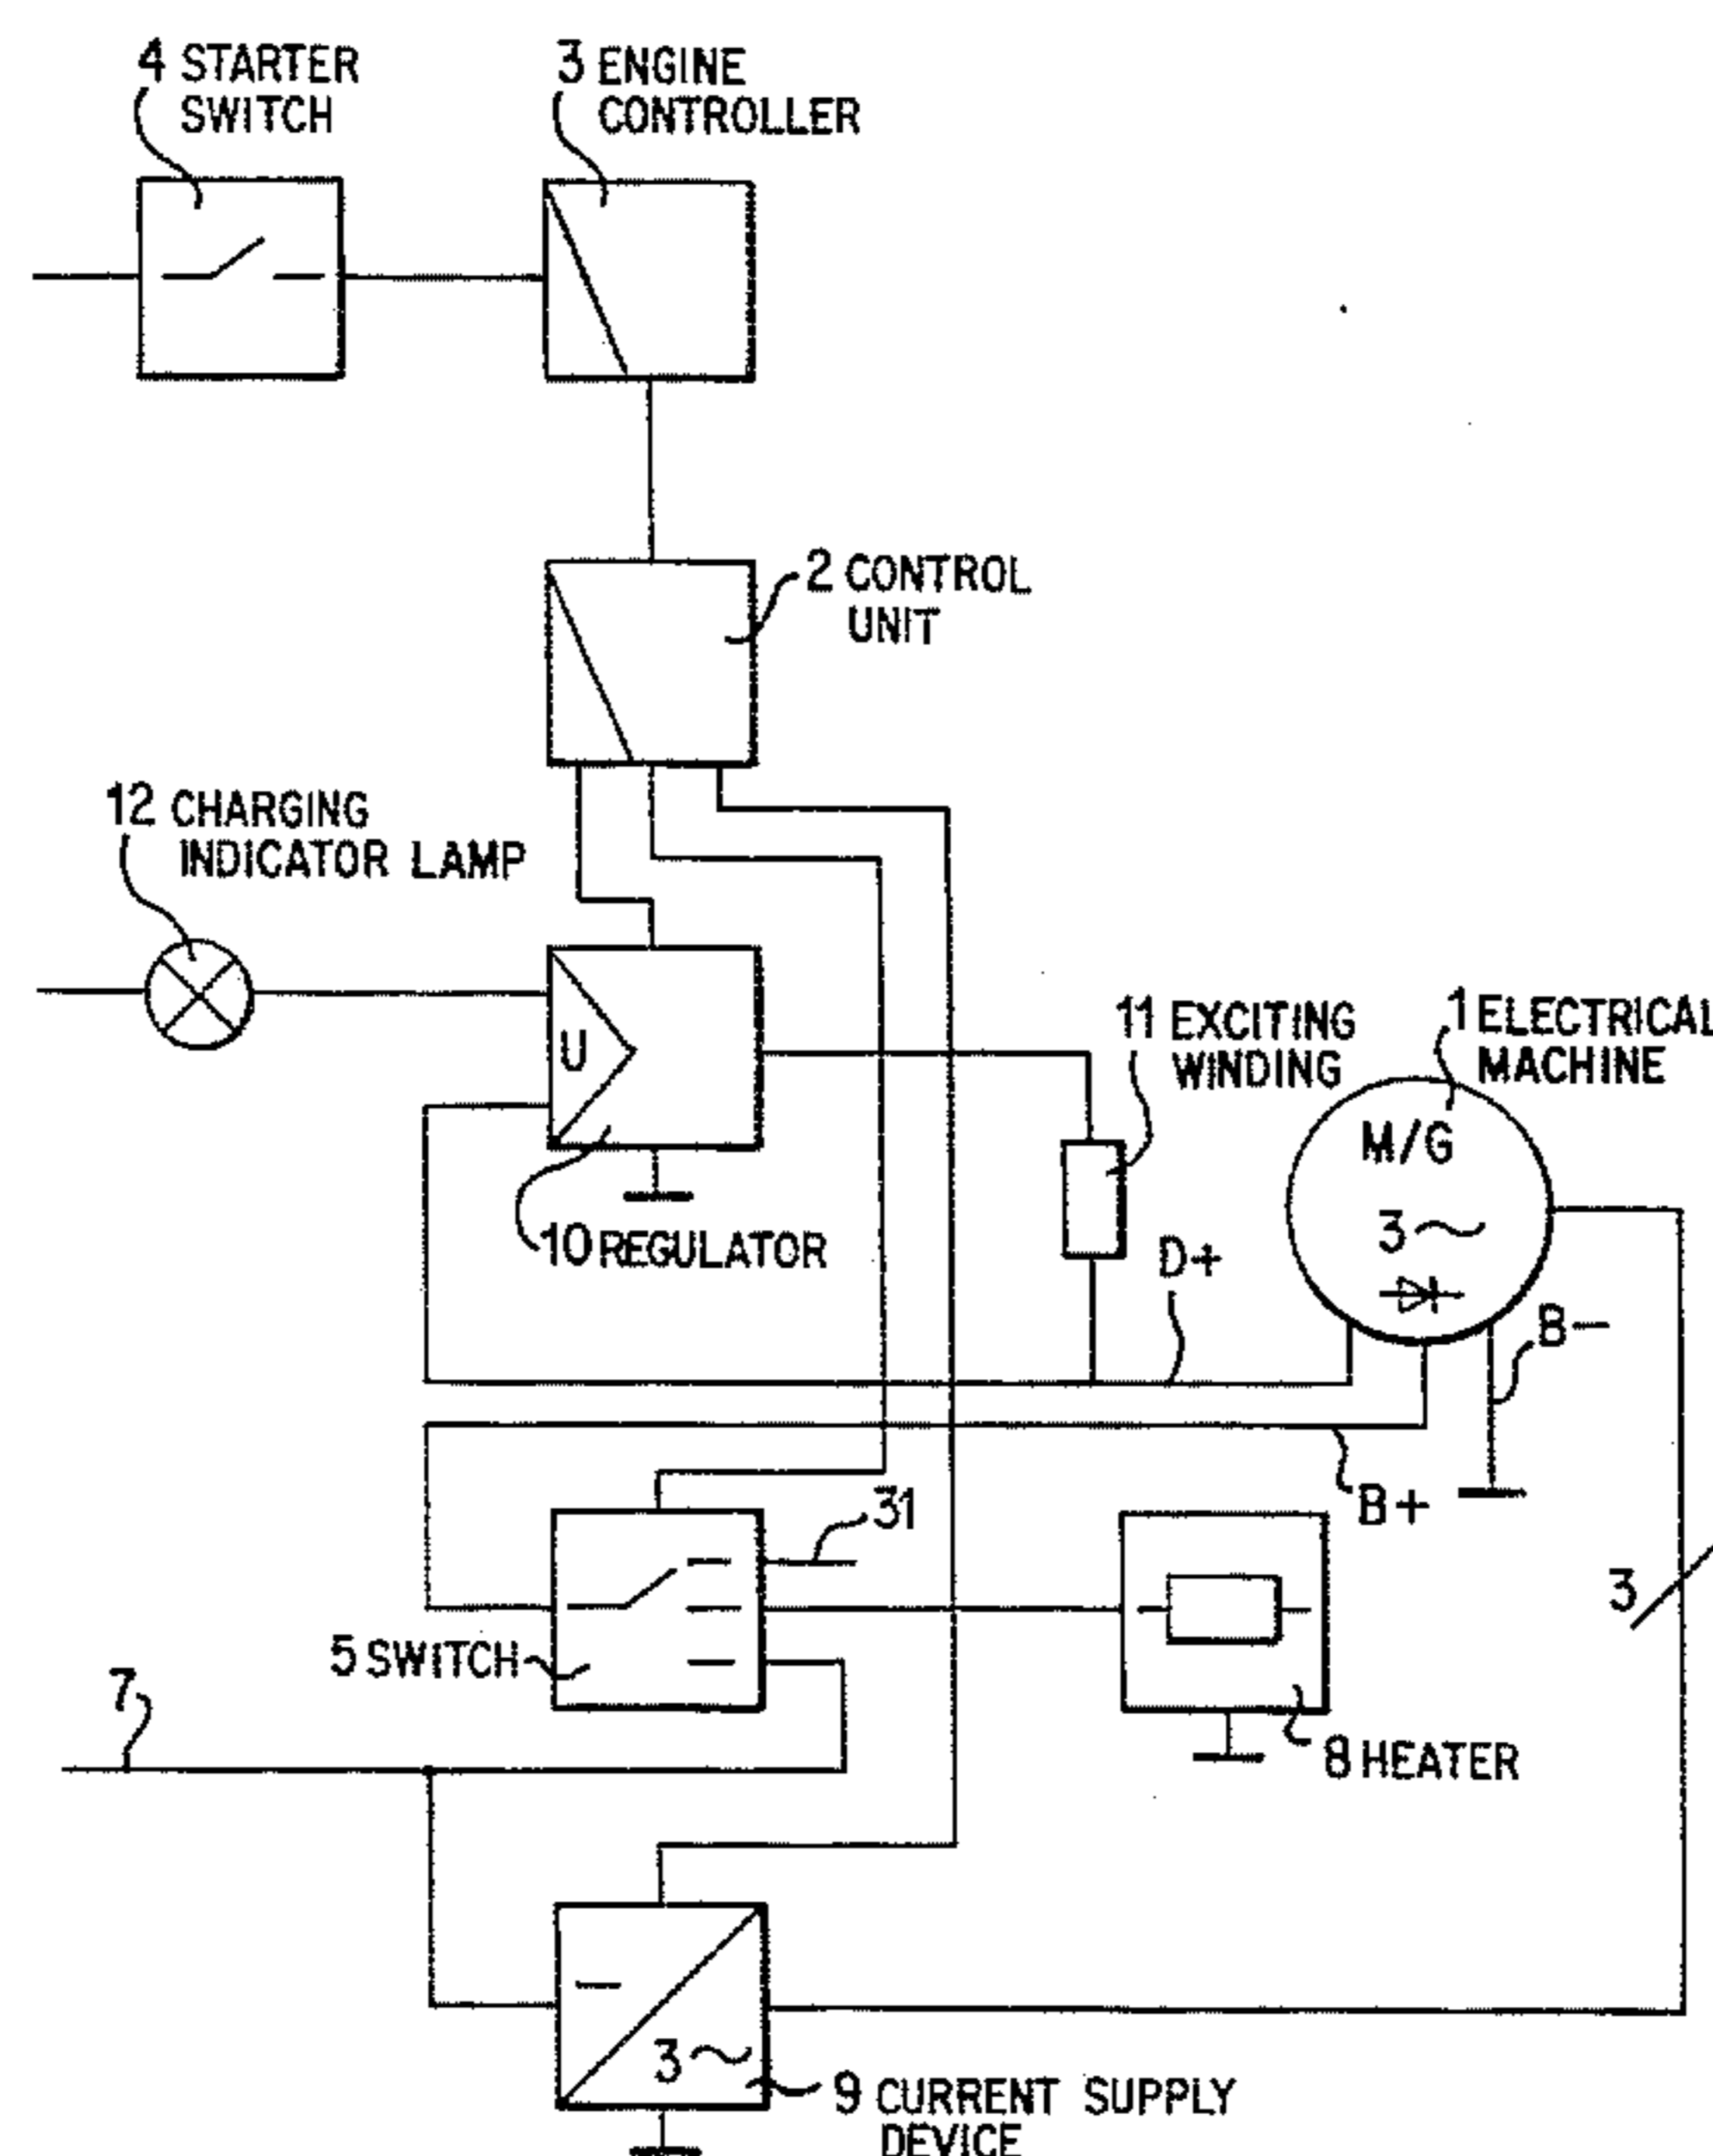 4 STARTER
SWITCH
3 ENGINE
CONTROLLER
2 CONTROL
UNIT
12 CHARGING
INDICATOR LAMP
U
10 REGULATOR
11 EXCITING
WINDING
1 ELECTRICAL
MACHINE
M/G
3~
D+
B-
B+
31
3
5 SWITCH
7
8 HEATER
3~
9 CURRENT SUPPLY
DEVICE